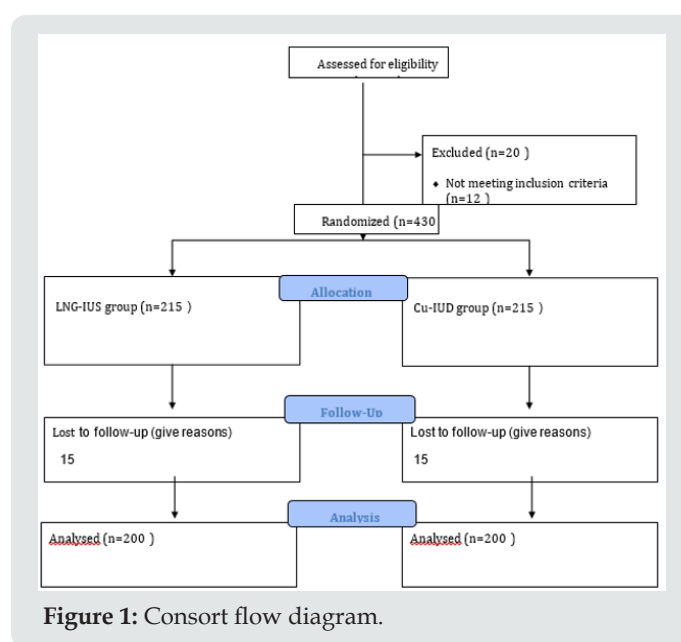 Assessed for eligibility
Excluded (n=20 )
♦ Not meeting inclusion criteria
(n=12 )
Randomized (n=430
Allocation
LNG-IUS group (n=215 )
Cu-IUD group (n=215 )
Follow-Up
Lost to follow-up (give reasons)
15
Lost to follow-up (give reasons)
15
Analysis
Analysed (n=200 )
Analysed (n=200 )
Figure 1: Consort flow diagram.